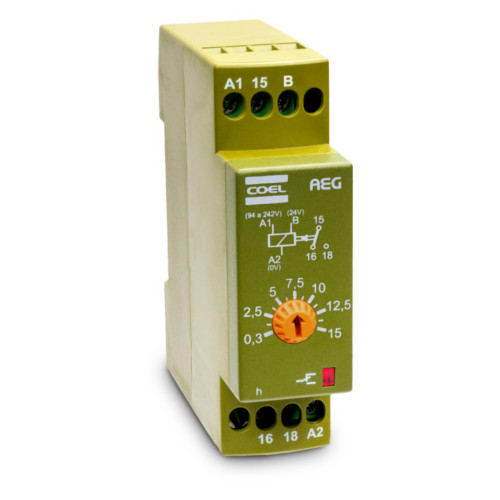 A1 15 B
COEL AEG
(94 a 242V) (24V)
A1 B 15
16 18
A2
(0V)
7,5
5 10
2,5 12,5
0,3 15
h
16 18 A2